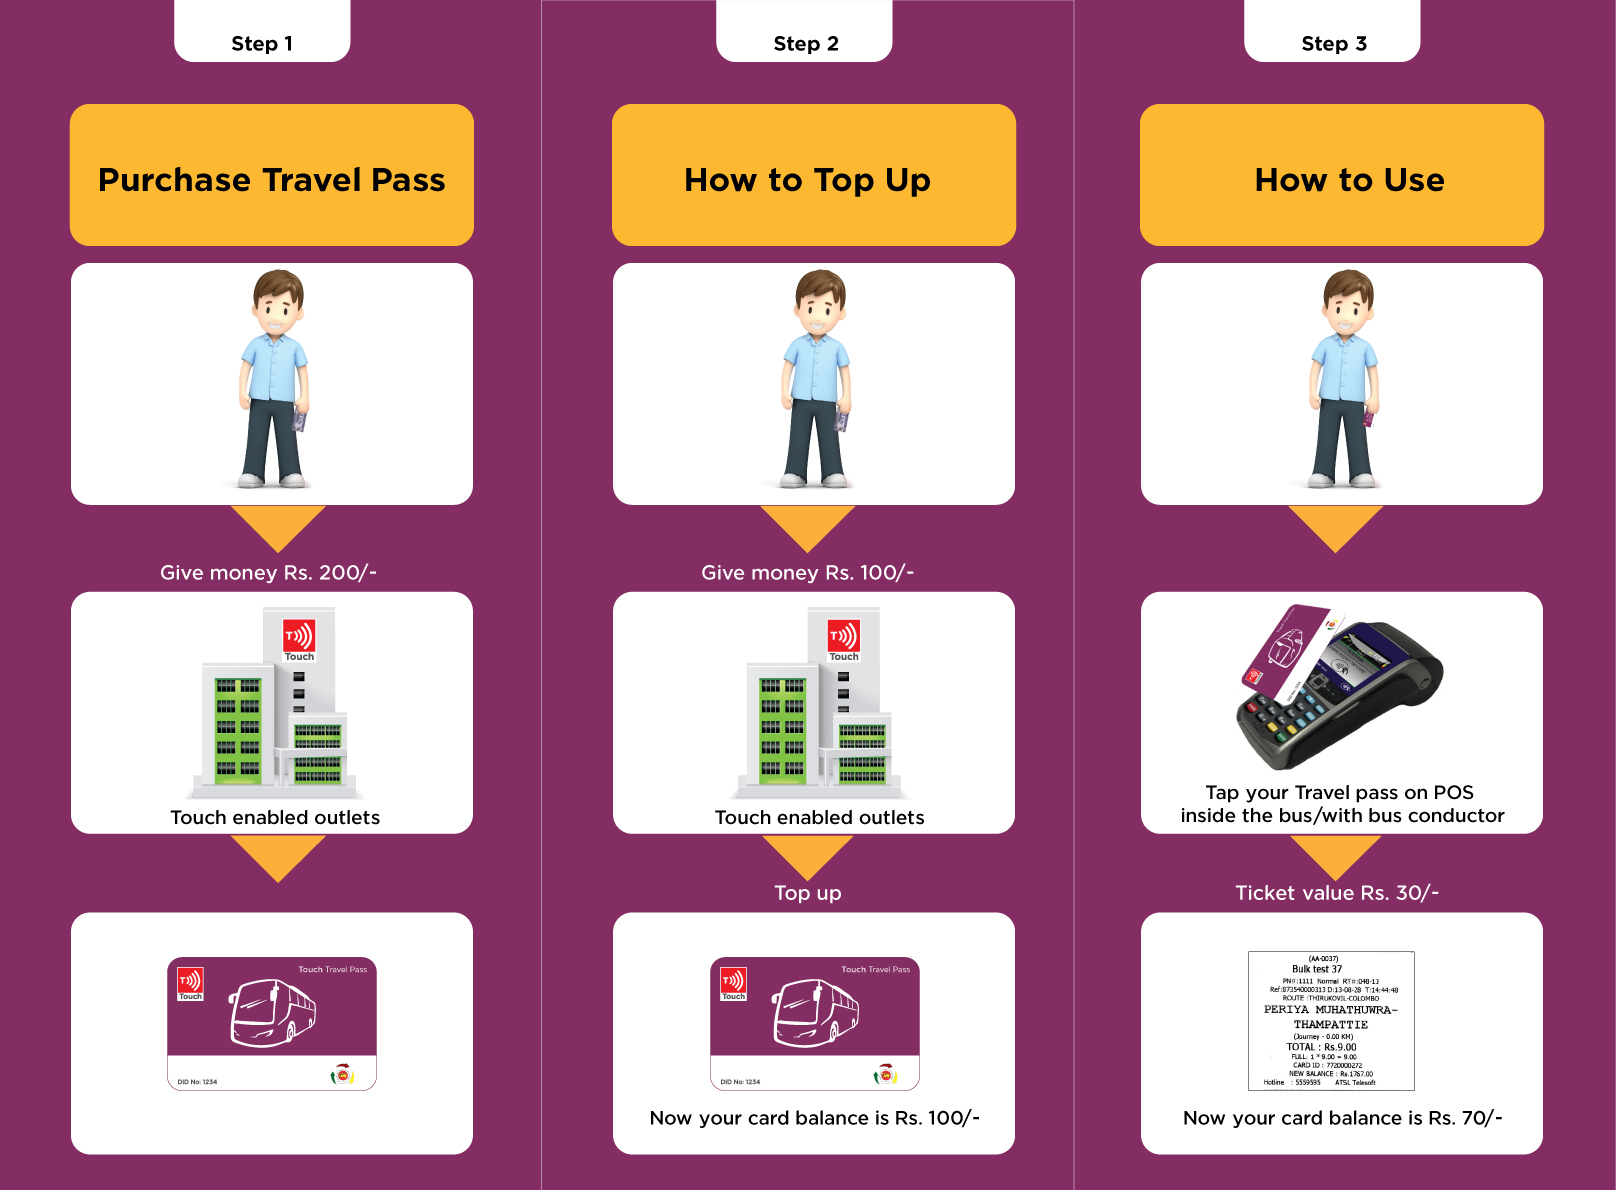 Step 1
Purchase Travel Pass
Give money Rs. 200/-
T
Touch
Touch enabled outlets
T
Touch
Touch Travel Pass
DID No: 1234
Step 2
How to Top Up
Give money Rs. 100/-
T
Touch
Touch enabled outlets
Top up
T
Touch
Touch Travel Pass
DID No: 1234
Now your card balance is Rs. 100/-
Step 3
How to Use
Tap your Travel pass on POS
inside the bus/with bus conductor
Ticket value Rs. 30/-
(AA-0037)
Bulk test 37
PN#:1111 Normal RT#:048-13
Ref:873540000313 D:13-08-28 T:14:44:48
ROUTE :THIRUKOVIL-COLOMBO
PERIYA MUHATHUWRA-
THAMPATTIE
(Journey - 0.00 KM)
TOTAL : Rs.9.00
FULL: 1 * 9.00 = 9.00
CARD ID : 7720000272
NEW BALANCE : Rs.1767.00
Hotline : 5559595 ATSL Telesoft
Now your card balance is Rs. 70/-